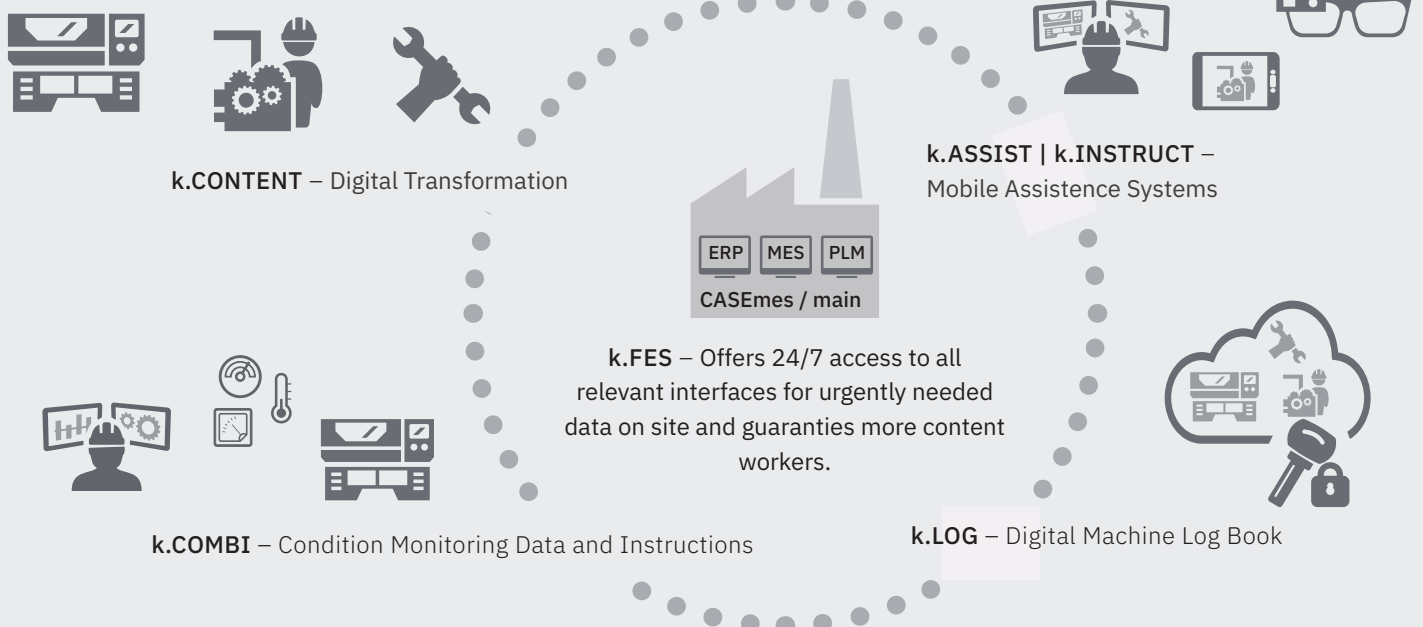 k.CONTENT – Digital Transformation
k.ASSIST | k.INSTRUCT –
Mobile Assistence Systems
ERP MES PLM
CASEmes / main
k.FES – Offers 24/7 access to all
relevant interfaces for urgently needed
data on site and guaranties more content
workers.
k.COMBI – Condition Monitoring Data and Instructions
k.LOG – Digital Machine Log Book